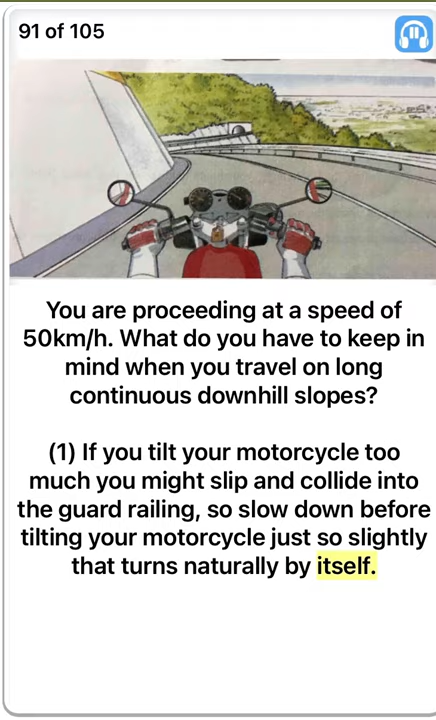 91 of 105
You are proceeding at a speed of
50km/h. What do you have to keep in
mind when you travel on long
continuous downhill slopes?
(1) If you tilt your motorcycle too
much you might slip and collide into
the guard railing, so slow down before
tilting your motorcycle just so slightly
that turns naturally by itself.